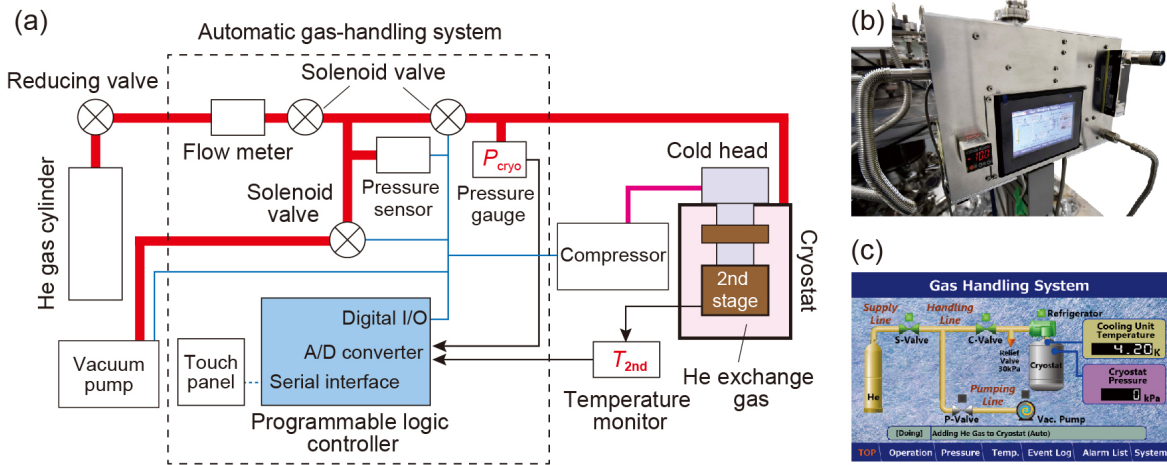 (a)
Automatic gas-handling system
Reducing valve
Solenoid valve
Flow meter
He gas cylinder
Solenoid
valve
Pressure
sensor
P_cryo
Pressure
gauge
Cold head
Compressor
2nd
stage
Cryostat
He exchange
gas
Vacuum
pump
Touch
panel
Digital I/O
A/D converter
Serial interface
Programmable logic
controller
T_2nd
Temperature
monitor
(b)
(c)
Gas Handling System
Supply
Line
Handling
Line
Refrigerator
S-Valve
C-Valve
Relief
Valve
30kPa
Cryostat
Cooling Unit
Temperature
4.20 K
Cryostat
Pressure
0 kPa
He
Pumping
Line
P-Valve
Vac. Pump
[Doing] Adding He Gas to Cryostat (Auto)
TOP Operation Pressure Temp. Event Log Alarm List System